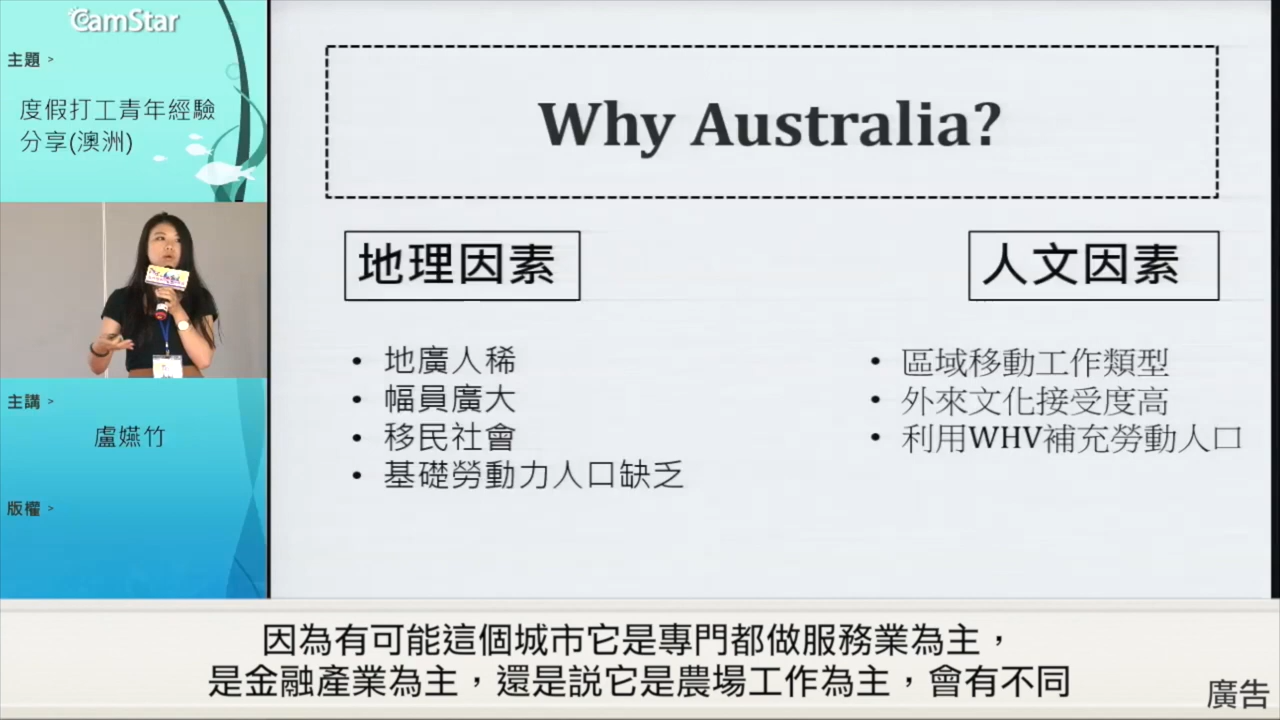 CamStar
主題 >
度假打工青年經驗
分享(澳洲)
主講 >
盧嬿竹
版權 >
Why Australia?
地理因素
• 地廣人稀
• 幅員廣大
• 移民社會
• 基礎勞動力人口缺乏
人文因素
• 區域移動工作類型
• 外來文化接受度高
• 利用WHV補充勞動人口
因為有可能這個城市它是專門都做服務業為主，
是金融產業為主，還是説它是農場工作為主，會有不同
廣告